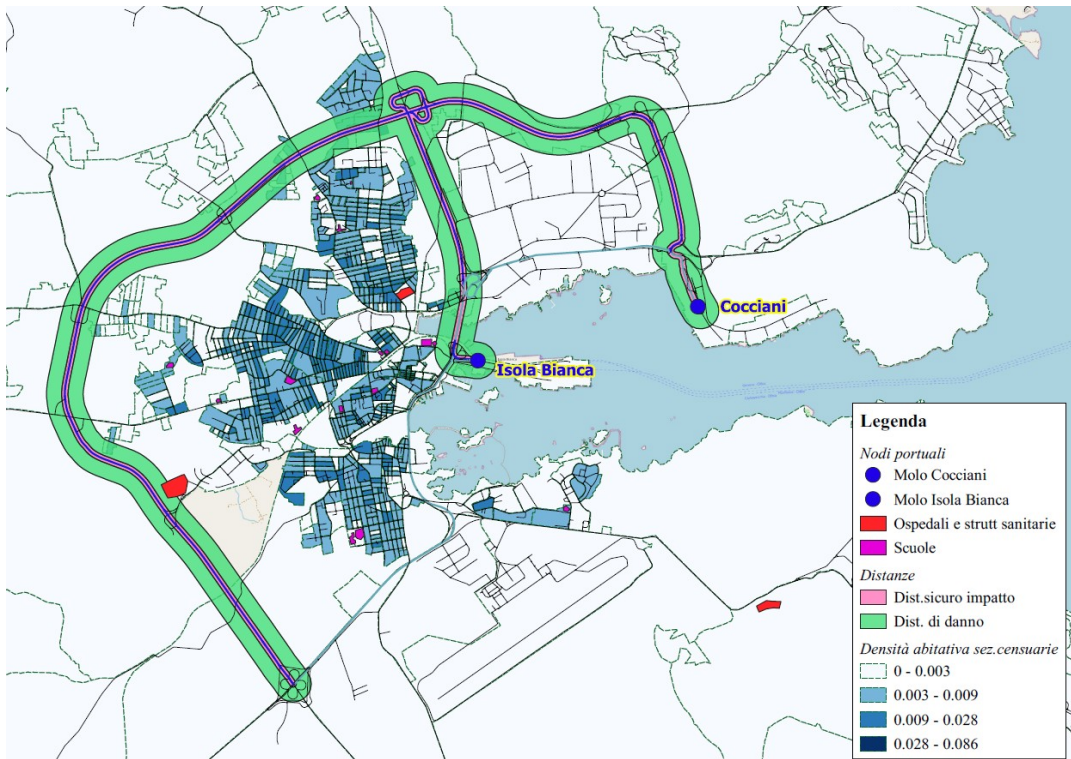 Cocciani
Isola Bianca
Legenda
Nodi portuali
Molo Cocciani
Molo Isola Bianca
Ospedali e strutt sanitarie
Scuole
Distanze
Dist.sicuro impatto
Dist. di danno
Densità abitativa sez.censuarie
0 - 0.003
0.003 - 0.009
0.009 - 0.028
0.028 - 0.086